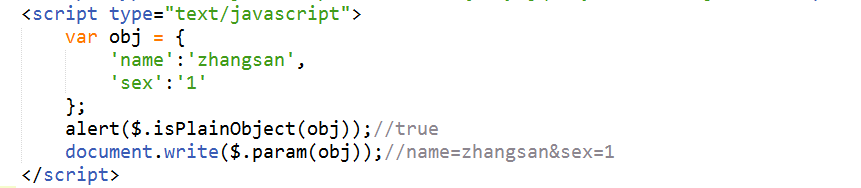 <script type="text/javascript">
    var obj = {
        'name':'zhangsan',
        'sex':'1'
    };
    alert($.isPlainObject(obj));//true
    document.write($.param(obj));//name=zhangsan&sex=1
</script>